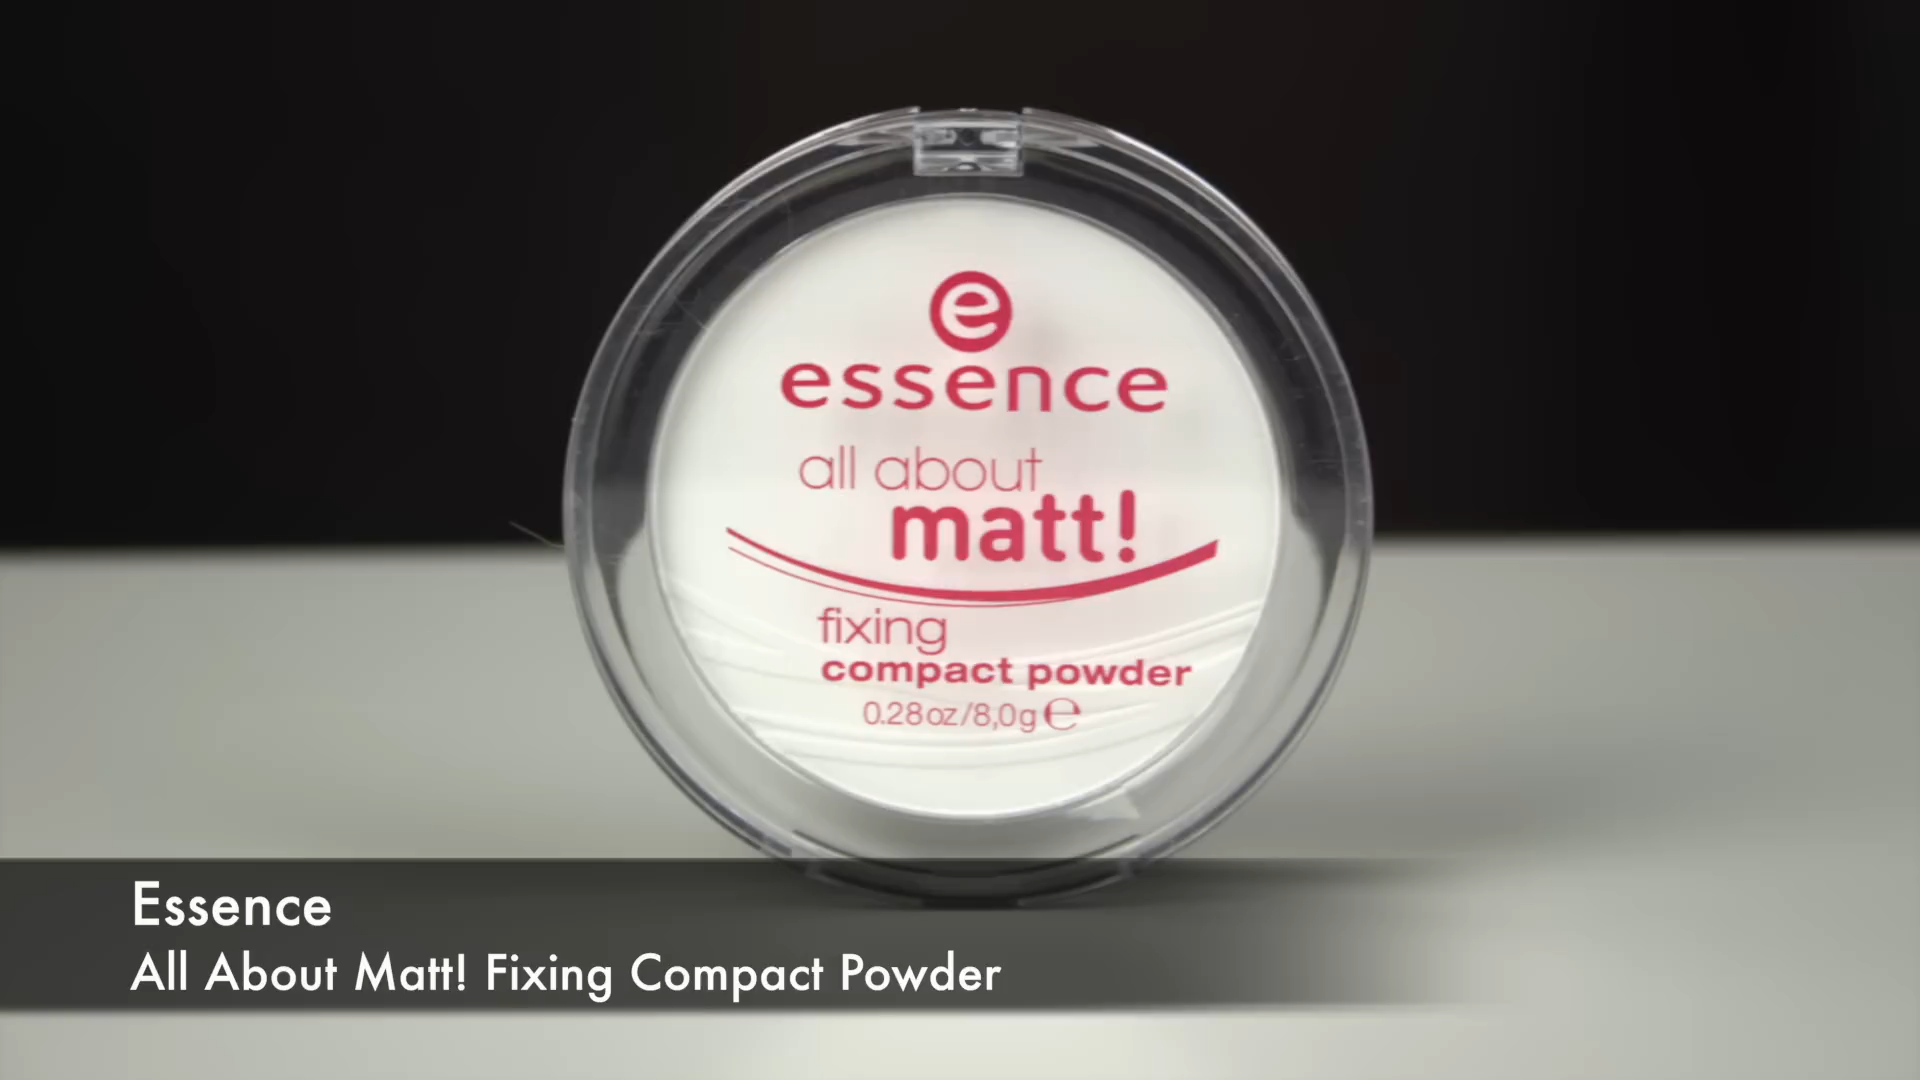 e
essence
all about
matt!
fixing
compact powder
0.28oz/8,0g ℮
Essence
All About Matt! Fixing Compact Powder